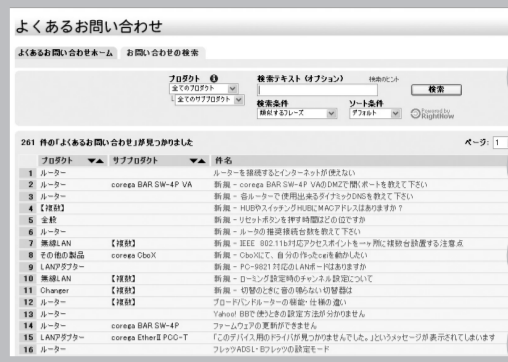 よくあるお問い合わせ
よくあるお問い合わせホーム お問い合わせの検索
プロダクト 検索テキスト (オプション) 検索のヒント
全てのプロダクト 検索
全てのサブプロダクト 検索条件 ソート条件
類似するフレーズ デフォルト Powered by RightNow
261 件の「よくあるお問い合わせ」が見つかりました ページ: 1
プロダクト ▼▲ サブプロダクト ▼▲ 件名
1 ルーター ルーターを接続するとインターネットが使えない
2 ルーター corega BAR SW-4P VA 新規 - corega BAR SW-4P VAのDMZで開くポートを教えて下さい
3 ルーター 新規 - 各ルーターで使用出来るダイナミックDNSを教えて下さい
4 【複数】 新規 - HUBやスイッチングHUBにMACアドレスはありますか？
5 全般 新規 - リセットボタンを押す時間はどの位ですか
6 ルーター 新規 - ルータの推奨接続台数を教えて下さい
7 無線LAN 【複数】 新規 - IEEE 802.11b対応アクセスポイントを一ヶ所に複数台設置する注意点
8 その他の製品 corega CboX 新規 - CboXにて、自分の作ったcgiを動かしたい
9 LANアダプター 新規 - PC-9821対応のLANボードはありますか
10 無線LAN 【複数】 新規 - ローミング設定時のチャンネル設定について
11 Changer 【複数】 新規 - 切替のときに音の鳴らない切替器は
12 ルーター 【複数】 ブロードバンドルーターの機能・仕様の違い
13 ルーター Yahoo! BBで使うときの設定方法が分かりません
14 ルーター corega BAR SW-4P ファームウェアの更新ができません
15 LANアダプター corega EtherII PCC-T 「このデバイス用のドライバが見つかりませんでした。」というメッセージが表示されてしまいます
16 ルーター フレッツADSL・Bフレッツの設定モード